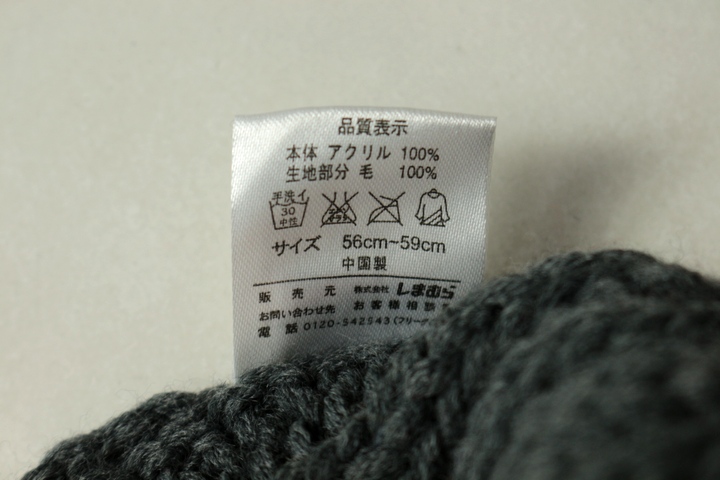 品質表示
本体 アクリル 100%
生地部分 毛 100%
手洗イ 30 中性
サイズ 56cm~59cm
中国製
販売元 株式会社 しまむら
お問い合わせ先 お客様相談
電話 0120-542543 (フリー